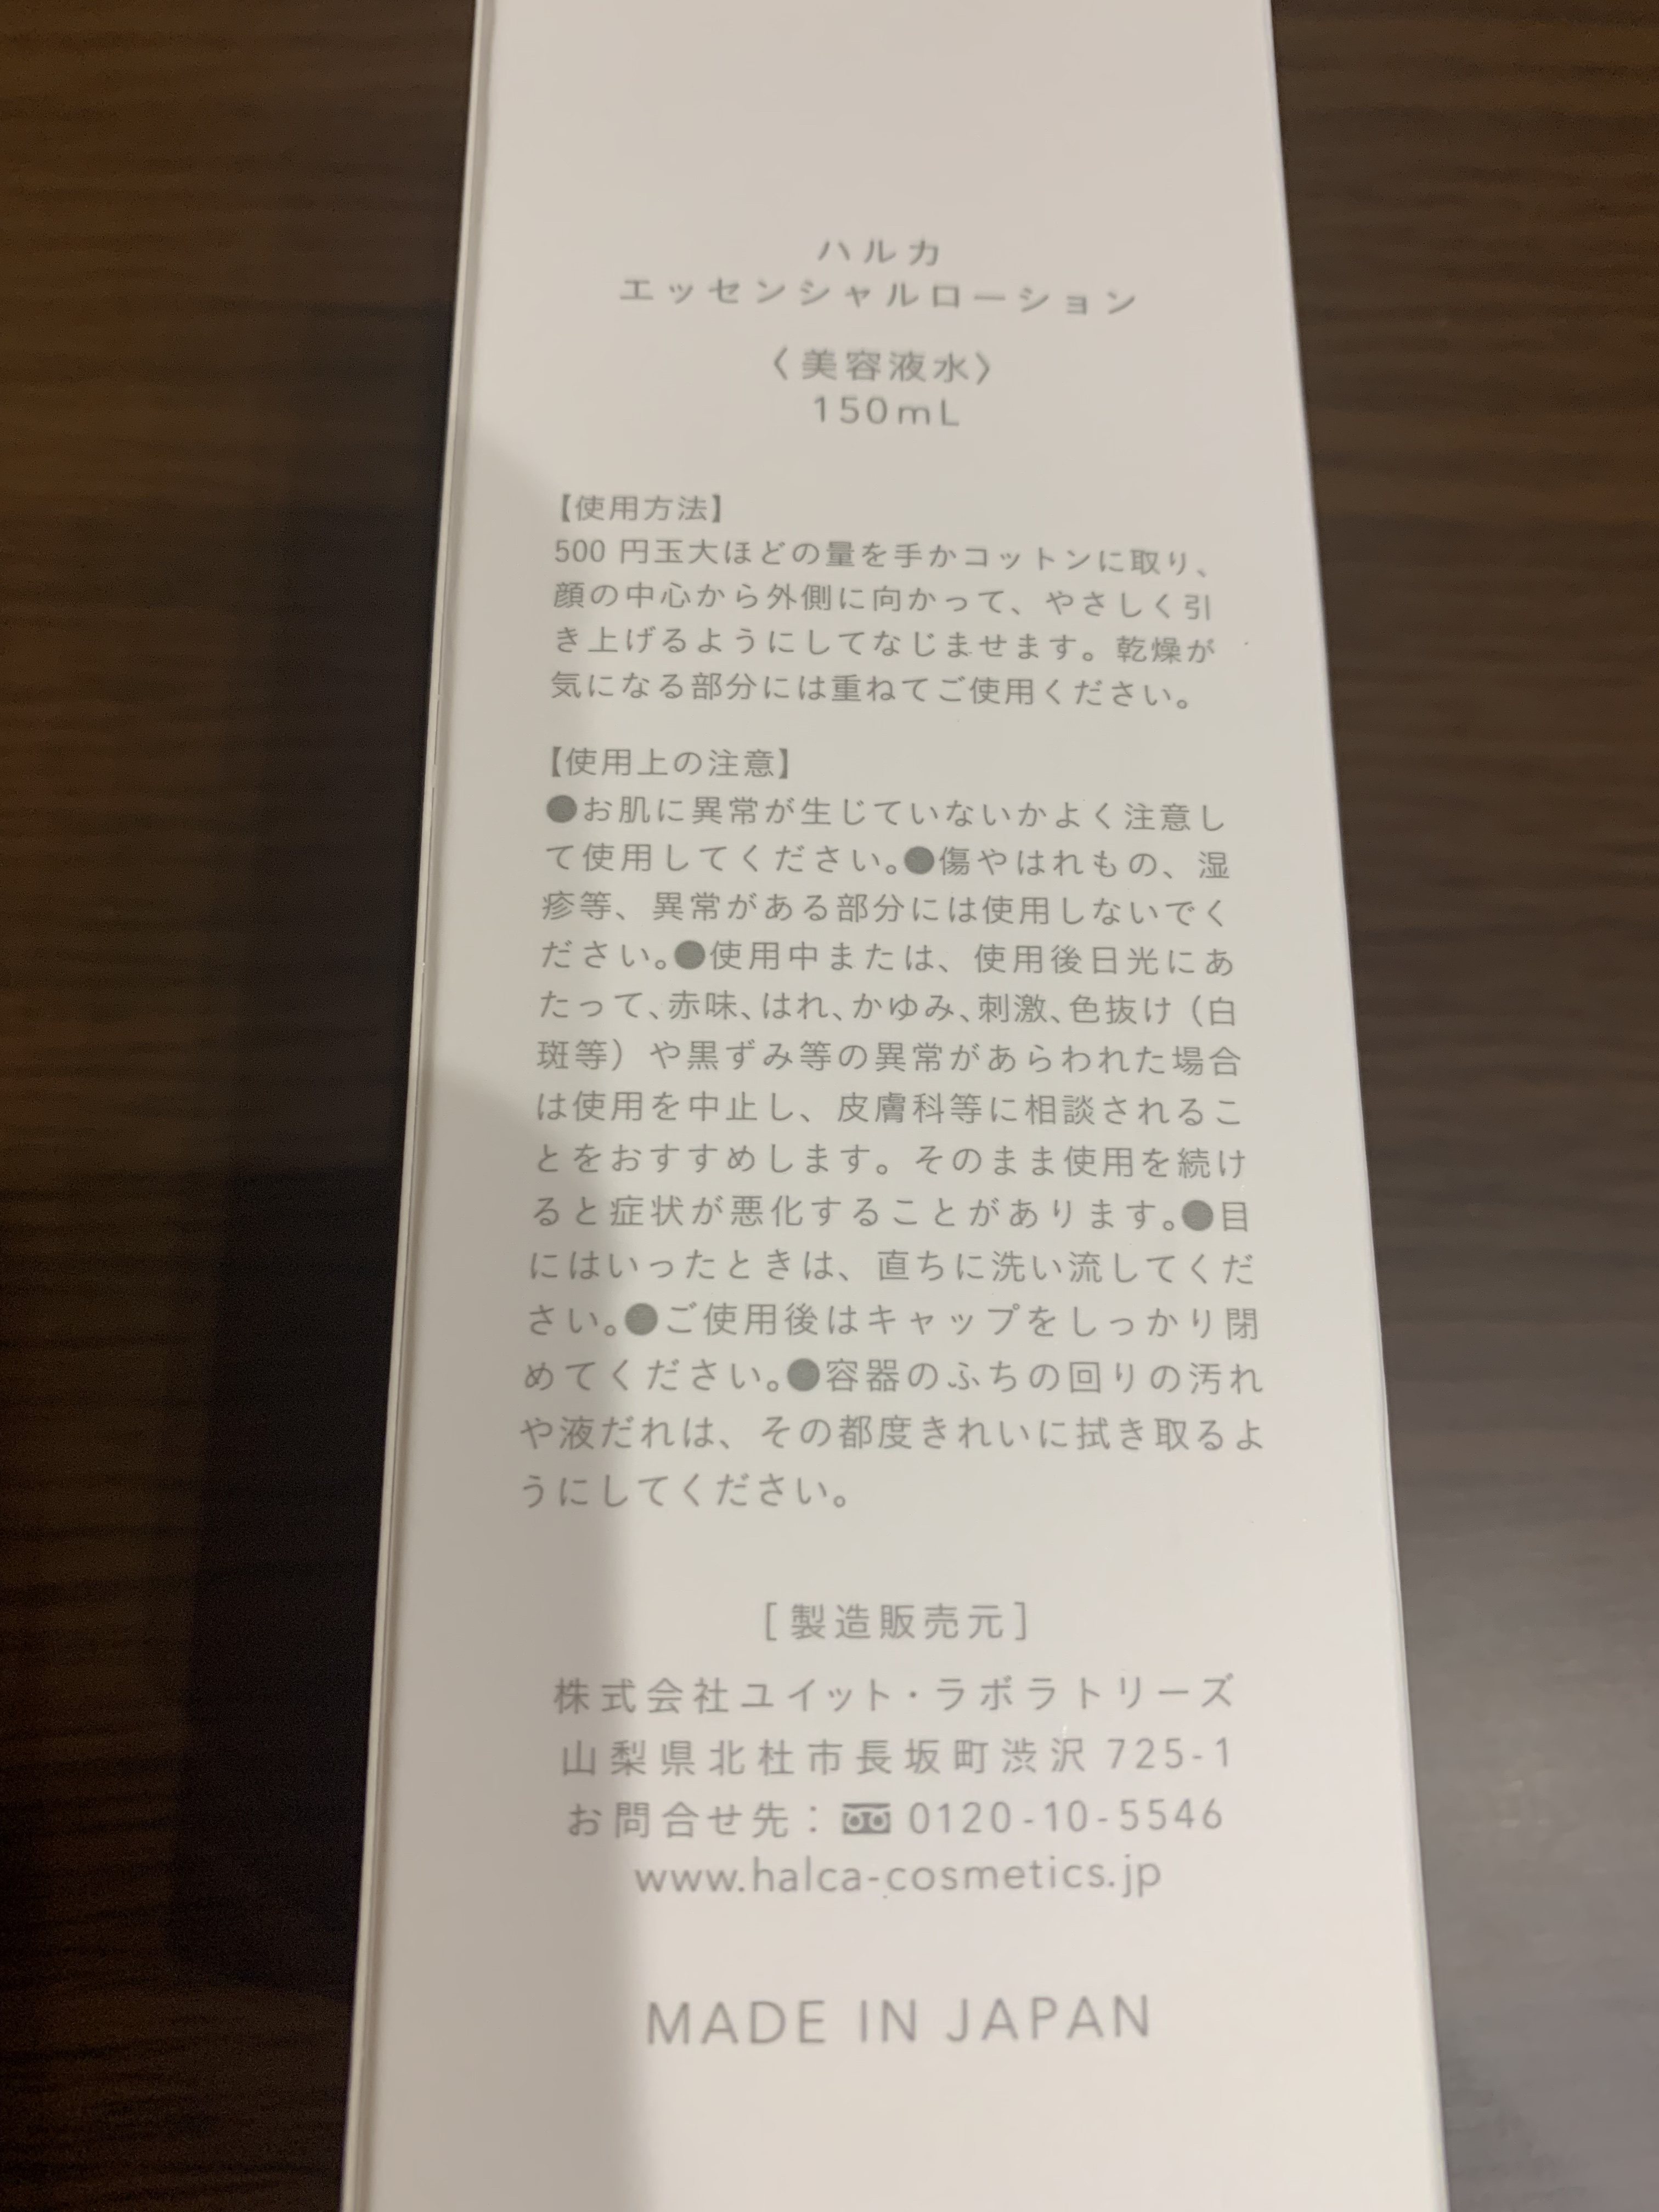 ハルカ
エッセンシャルローション
〈美容液水〉
150mL
【使用方法】
500 円玉大ほどの量を手かコットンに取り、
顔の中心から外側に向かって、やさしく引
き上げるようにしてなじませます。乾燥が
気になる部分には重ねてご使用ください。
【使用上の注意】
●お肌に異常が生じていないかよく注意し
て使用してください。●傷やはれもの、湿
疹等、異常がある部分には使用しないでく
ださい。●使用中または、使用後日光にあ
たって、赤味、はれ、かゆみ、刺激、色抜け（白
斑等）や黒ずみ等の異常があらわれた場合
は使用を中止し、皮膚科等に相談されるこ
とをおすすめします。そのまま使用を続け
ると症状が悪化することがあります。●目
にはいったときは、直ちに洗い流してくだ
さい。●ご使用後はキャップをしっかり閉
めてください。●容器のふちの回りの汚れ
や液だれは、その都度きれいに拭き取るよ
うにしてください。
［製造販売元］
株式会社ユイット・ラボラトリーズ
山梨県北杜市長坂町渋沢 725-1
お問合せ先： 0120-10-5546
www.halca-cosmetics.jp
MADE IN JAPAN